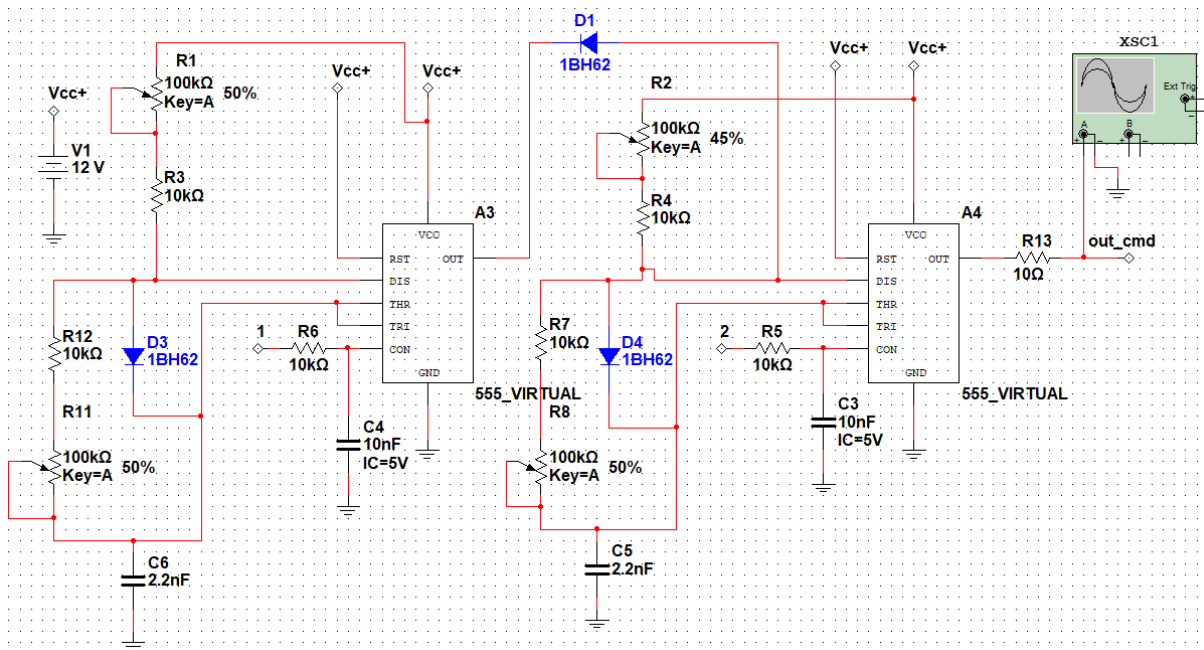 D1
1BH62
XSC1
Ext Trig
A
B
R1
100kΩ
Key=A
50%
Vcc+
Vcc+
Vcc+
Vcc+
Vcc+
V1
12 V
R2
100kΩ
Key=A
45%
R3
10kΩ
R4
10kΩ
A3
VCC
RST
OUT
DIS
THR
TRI
CON
GND
555_VIRTUAL
A4
VCC
RST
OUT
DIS
THR
TRI
CON
GND
555_VIRTUAL
R13
10Ω
out_cmd
R12
10kΩ
D3
1BH62
1
R6
10kΩ
R7
10kΩ
D4
1BH62
2
R5
10kΩ
R11
100kΩ
Key=A
50%
C4
10nF
IC=5V
R8
100kΩ
Key=A
50%
C3
10nF
IC=5V
C6
2.2nF
C5
2.2nF